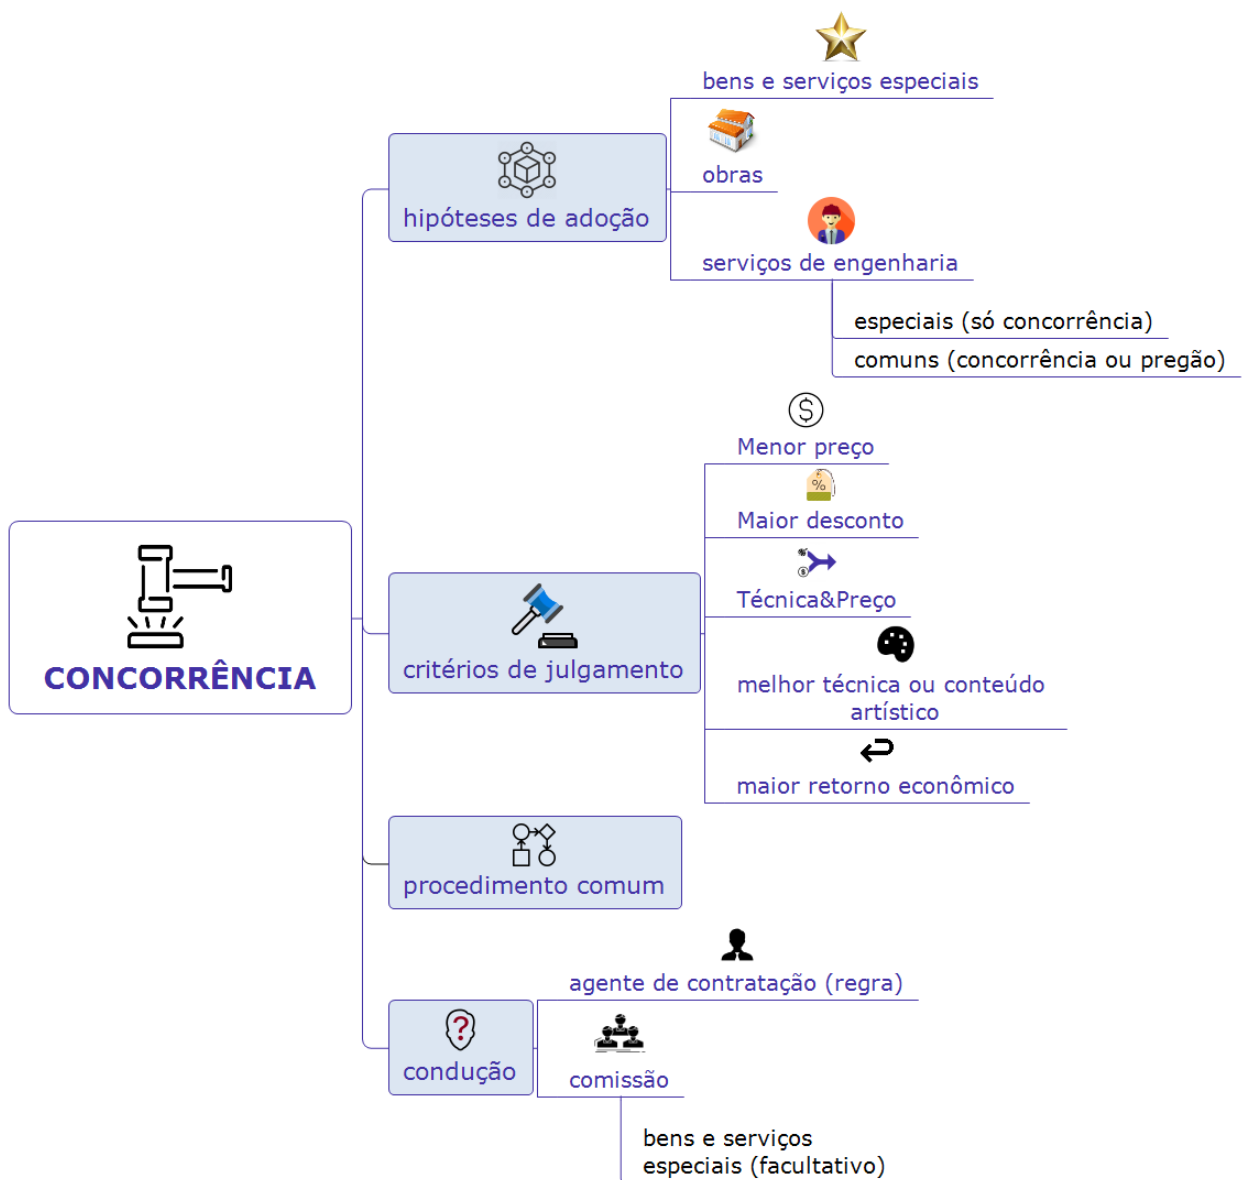 bens e serviços especiais
obras
hipóteses de adoção
serviços de engenharia
especiais (só concorrência)
comuns (concorrência ou pregão)
$
Menor preço
%
Maior desconto
Técnica&Preço
CONCORRÊNCIA
critérios de julgamento
melhor técnica ou conteúdo
artístico
maior retorno econômico
procedimento comum
agente de contratação (regra)
?
condução
comissão
bens e serviços
especiais (facultativo)